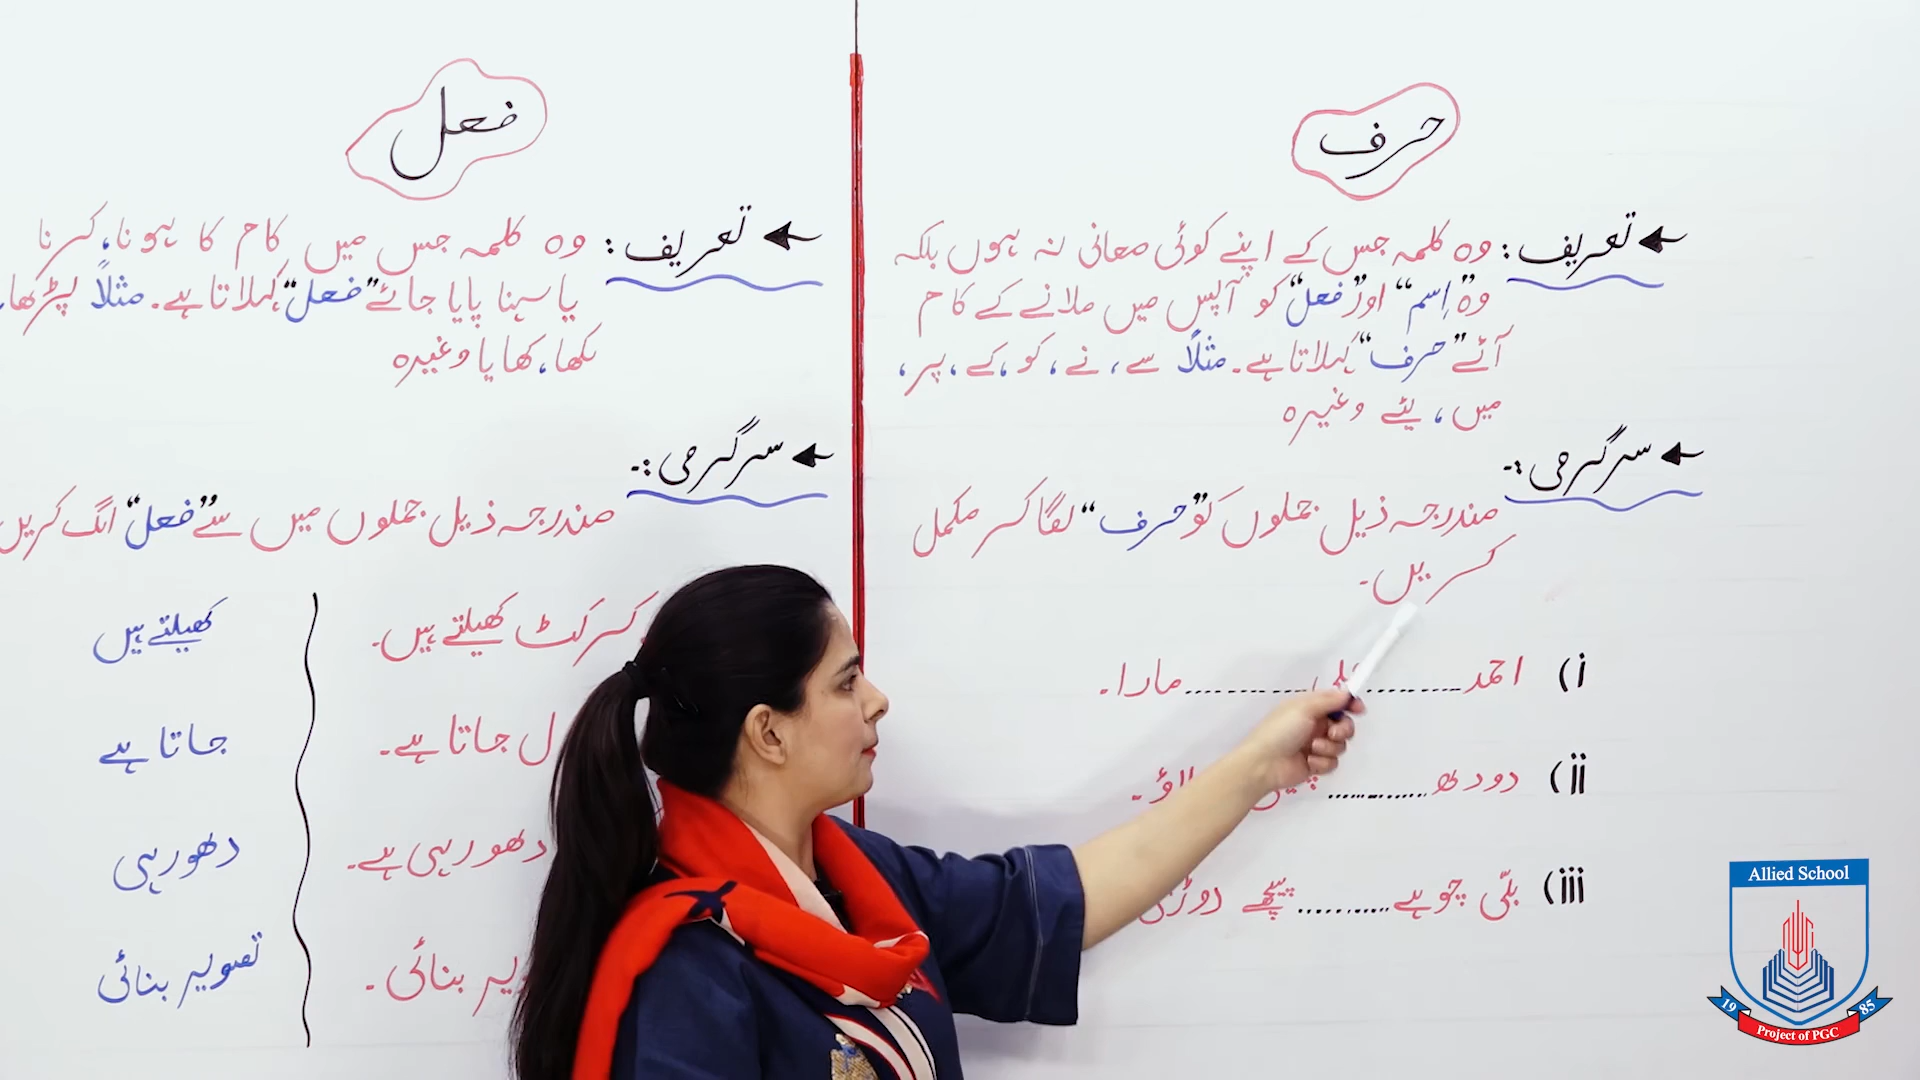 حرف
تعریف: وہ کلمہ جس کے اپنے کوئی معانی نہ ہوں بلکہ
وہ "اِسم" اور "فعل" کو آپس میں ملانے کے کام
آئے "حرف" کہلاتا ہے۔ مثلاً سے، نے، کو، کے، پر،
میں، لیے وغیرہ
سرگرمی:-
مندرجہ ذیل جملوں کو "حرف" لگا کر مکمل
کریں۔
i) احمد ........ علی ........ مارا۔
ii) دودھ ........
iii) بلّی چوہے ........ پیچھے
فعل
تعریف: وہ کلمہ جس میں کام کا ہونا، کرنا
یا سہنا پایا جائے "فعل" کہلاتا ہے۔ مثلاً پڑھا،
لکھا، کھایا وغیرہ
سرگرمی:-
مندرجہ ذیل جملوں میں سے "فعل" الگ کریں
کرکٹ کھیلتے ہیں۔ کھیلتے ہیں
جاتا ہے۔ جاتا ہے
دھو رہی ہے۔ دھو رہی
بنائی۔ تصویر بنائی
Allied School
1985
Project of PGC